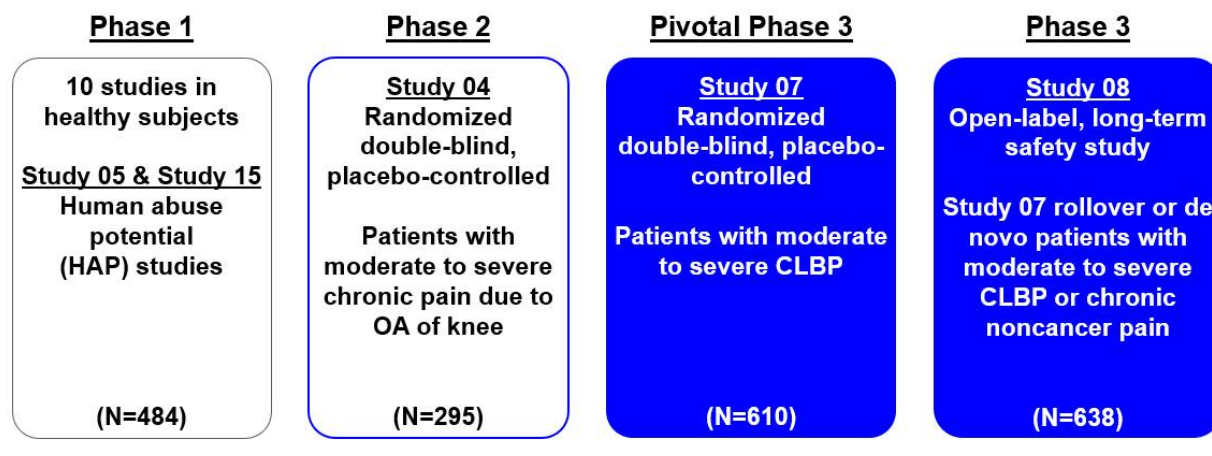 Phase 1
10 studies in
healthy subjects
Study 05 & Study 15
Human abuse
potential
(HAP) studies
(N=484)
Phase 2
Study 04
Randomized
double-blind,
placebo-controlled
Patients with
moderate to severe
chronic pain due to
OA of knee
(N=295)
Pivotal Phase 3
Study 07
Randomized
double-blind, placebo-
controlled
Patients with moderate
to severe CLBP
(N=610)
Phase 3
Study 08
Open-label, long-term
safety study
Study 07 rollover or de
novo patients with
moderate to severe
CLBP or chronic
noncancer pain
(N=638)